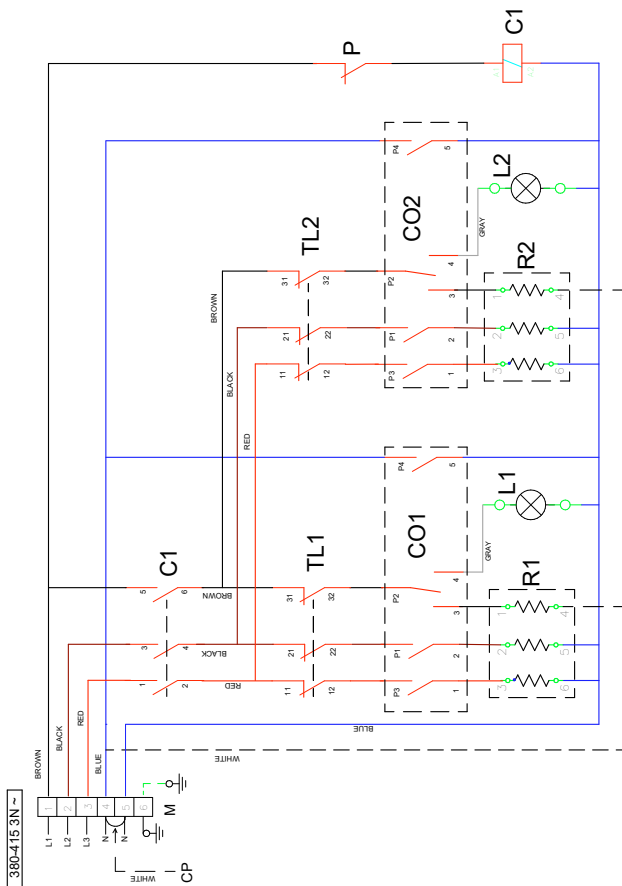 380-415 3N ~
L1
L2
L3
N
N
1
2
3
4
5
6
M
CP
WHITE
BROWN
BLACK
RED
BLUE
WHITE
BLUE
C1
1
2
3
4
5
6
RED
BLACK
BROWN
TL1
11
12
21
22
31
32
CO1
P3
1
P1
2
P2
3
4
P4
5
GRAY
R1
3
6
2
5
1
4
L1
RED
BLACK
BROWN
TL2
11
12
21
22
31
32
CO2
P3
1
P1
2
P2
3
4
P4
5
GRAY
R2
3
6
2
5
1
4
L2
P
C1